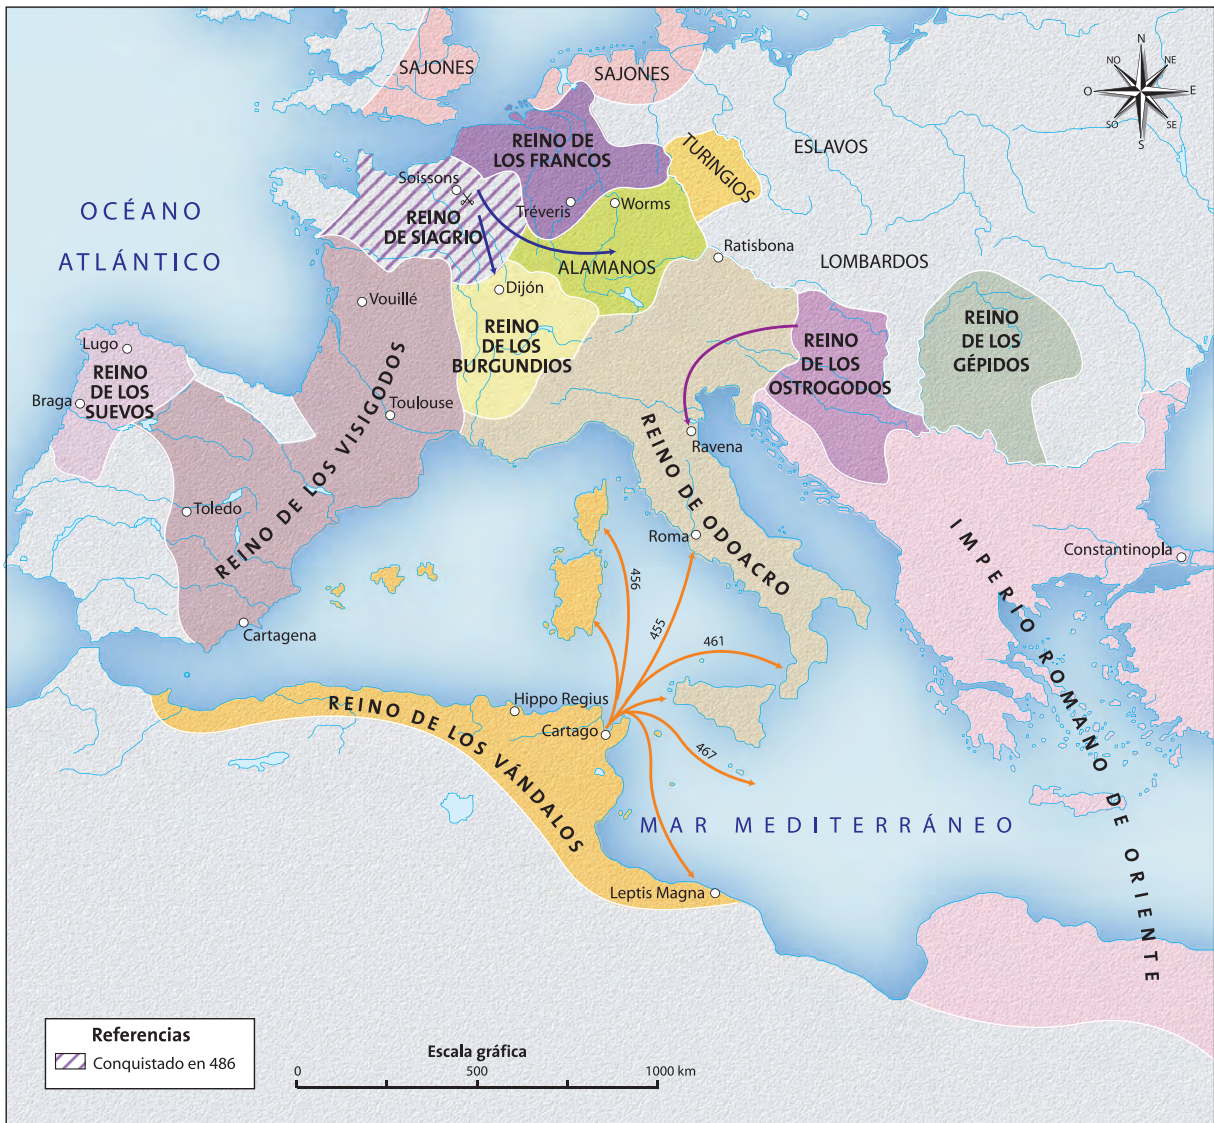 SAJONES
SAJONES
N
NO
NE
O
E
SO
SE
S
REINO DE
LOS FRANCOS
TURINGIOS
ESLAVOS
Soissons
Tréveris
Worms
OCÉANO
ATLÁNTICO
REINO
DE SIAGRIO
ALAMANOS
Ratisbona
LOMBARDOS
Dijón
Vouillé
REINO
DE LOS
BURGUNDIOS
REINO
DE LOS
OSTROGODOS
REINO
DE LOS
GÉPIDOS
Lugo
REINO
DE LOS
SUEVOS
Braga
Toulouse
REINO DE LOS VISIGODOS
Toledo
Cartagena
Ravena
REINO DE ODOACRO
Roma
IMPERIO ROMANO DE ORIENTE
Constantinopla
456
455
461
467
Hippo Regius
Cartago
REINO DE LOS VÁNDALOS
MAR MEDITERRÁNEO
Leptis Magna
Referencias
Conquistado en 486
Escala gráfica
0
500
1000 km